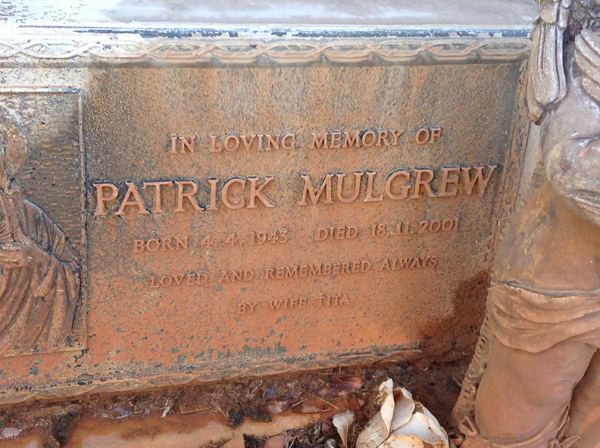 IN LOVING MEMORY OF
PATRICK MULGREW
BORN 4.4.1943. DIED 18.11.2001
LOVED AND REMEMBERED ALWAYS
BY WIFE TITA